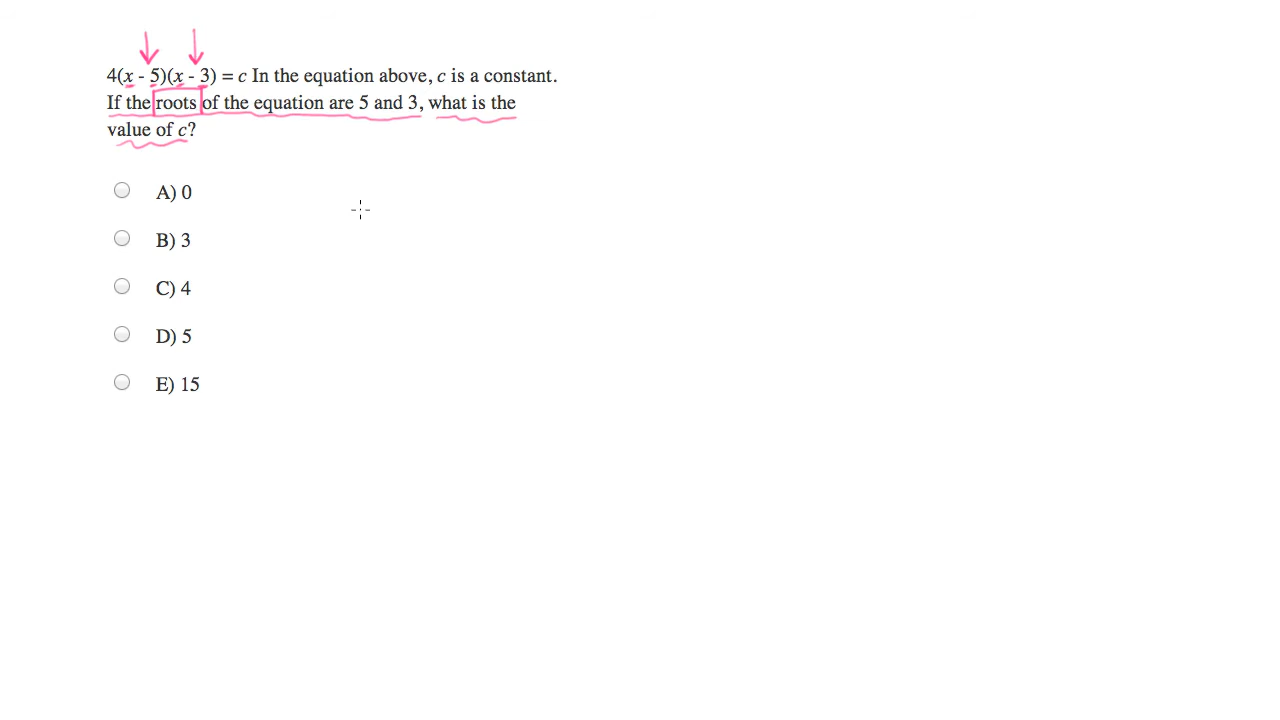 4(x - 5)(x - 3) = c In the equation above, c is a constant.
If the roots of the equation are 5 and 3, what is the
value of c?
A) 0
B) 3
C) 4
D) 5
E) 15